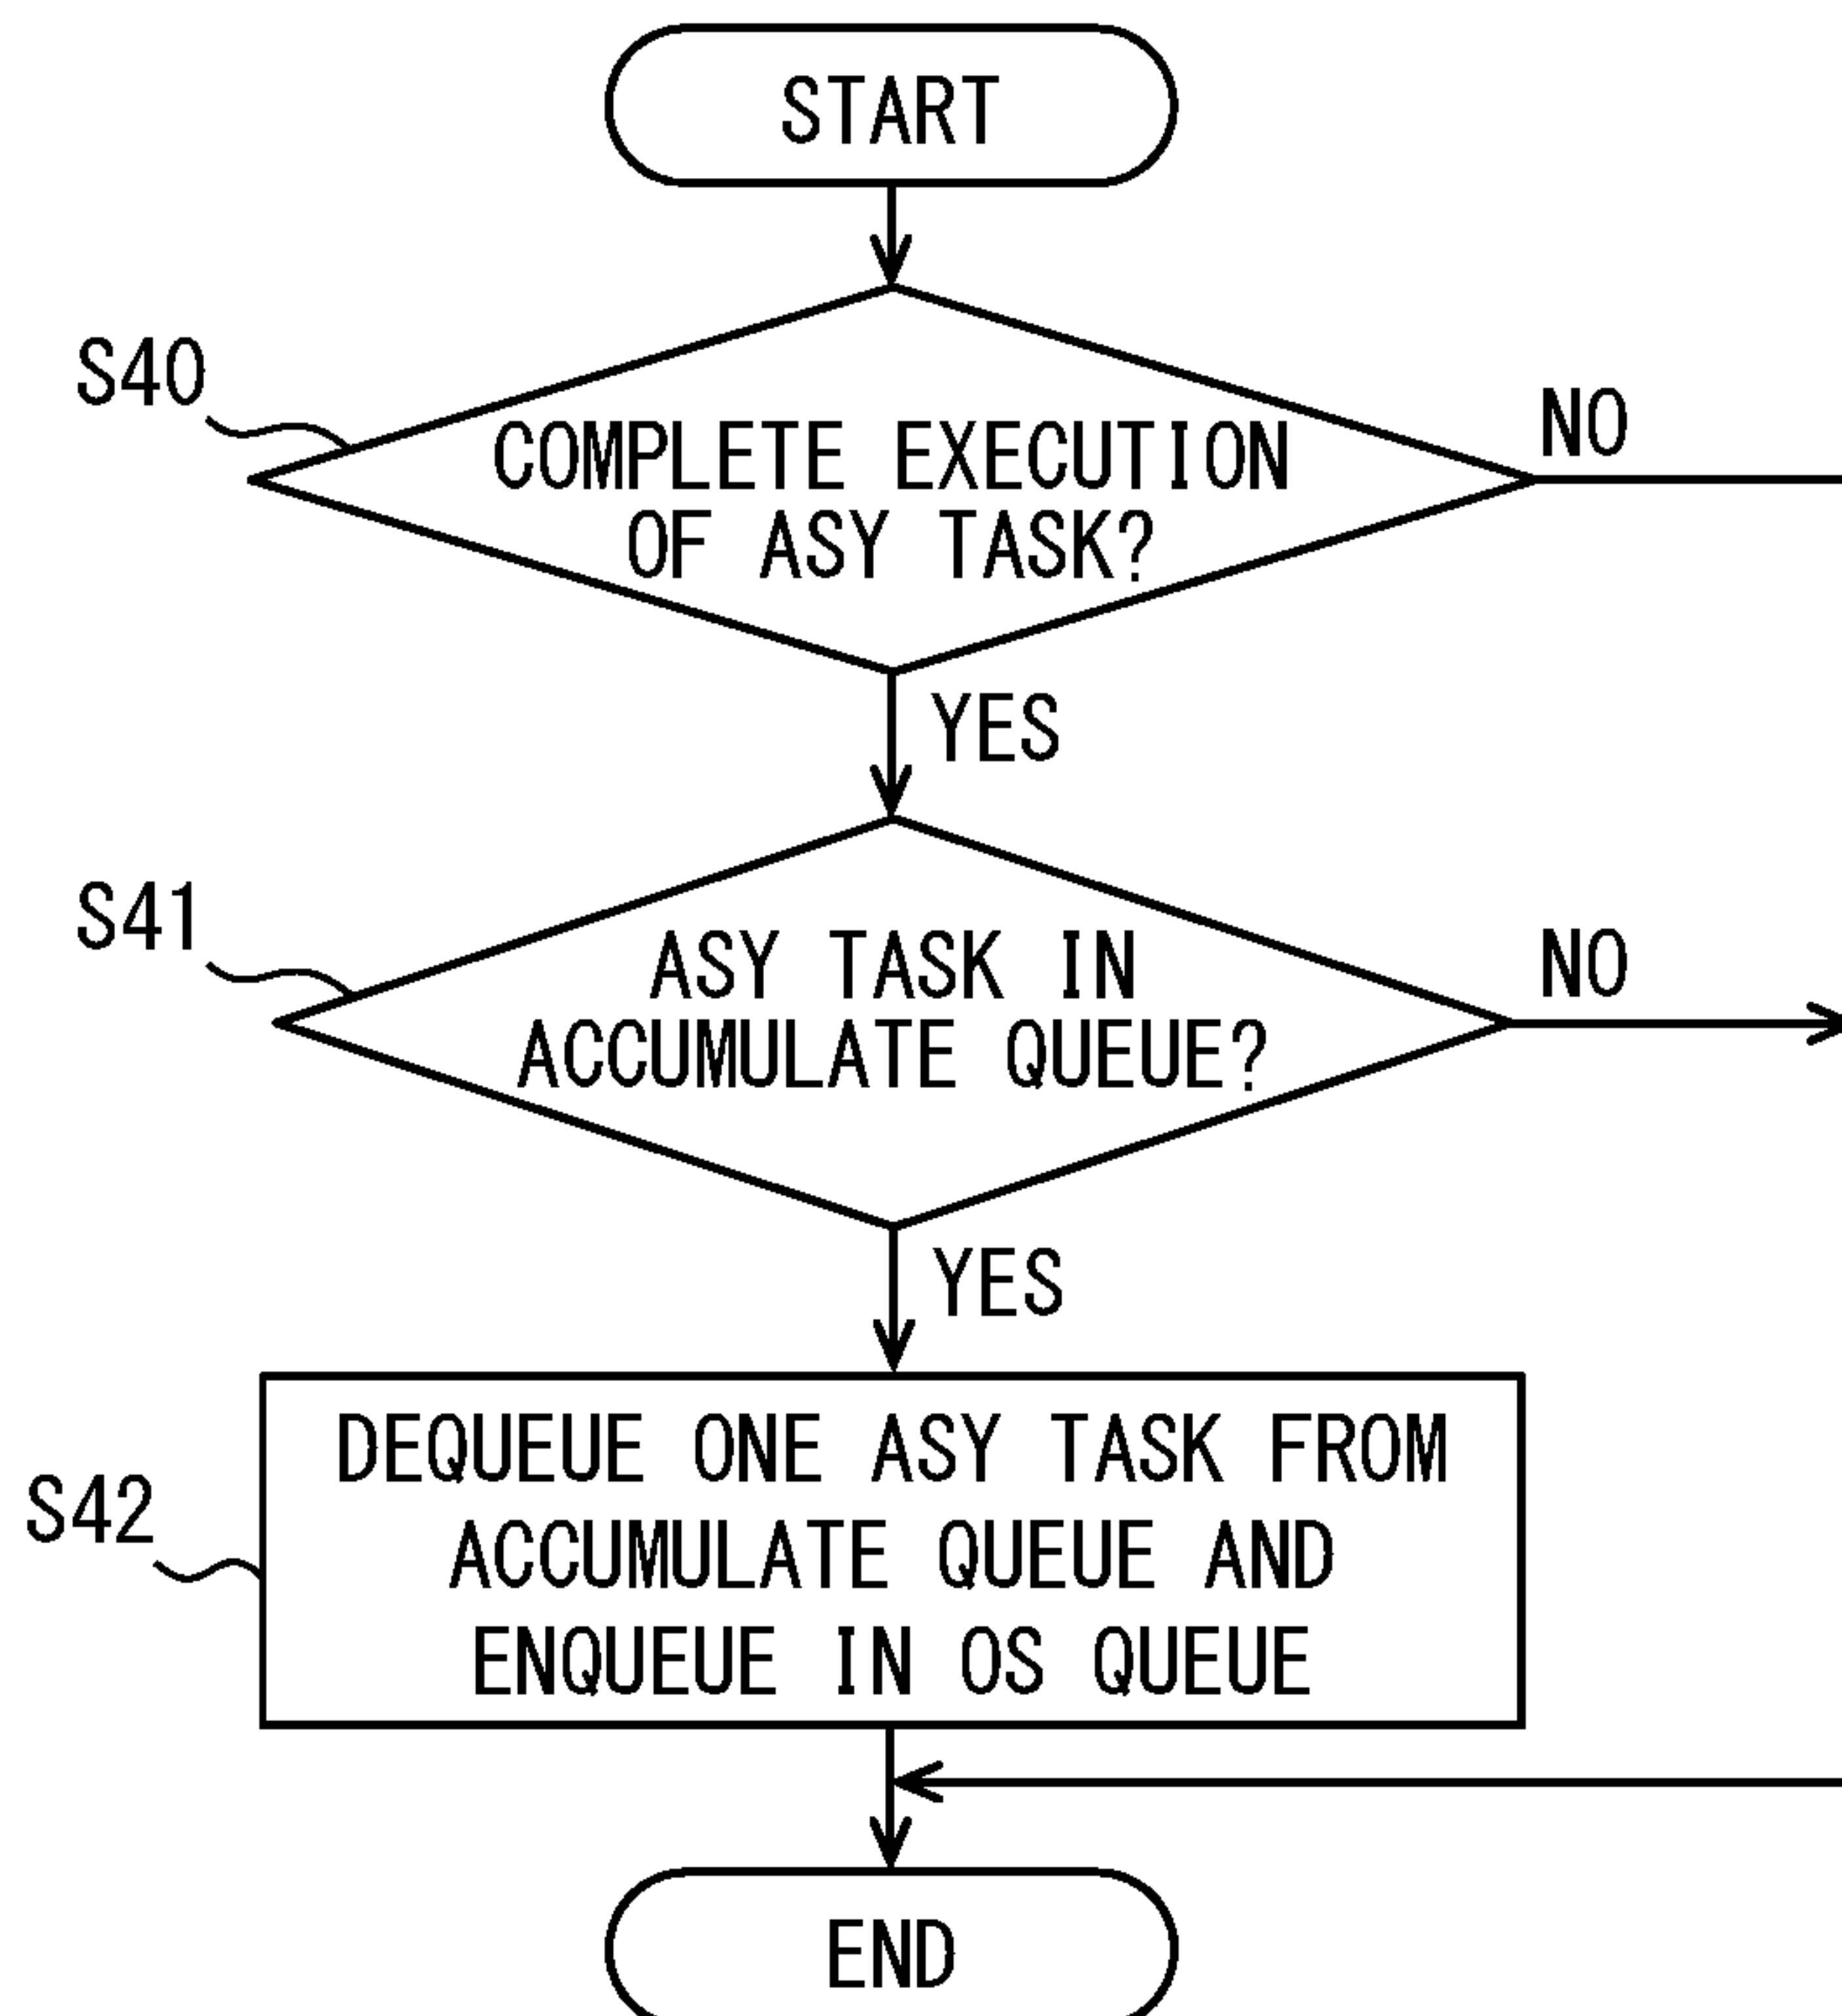 START
S40
COMPLETE EXECUTION
OF ASY TASK?
NO
YES
S41
ASY TASK IN
ACCUMULATE QUEUE?
NO
YES
S42
DEQUEUE ONE ASY TASK FROM
ACCUMULATE QUEUE AND
ENQUEUE IN OS QUEUE
END